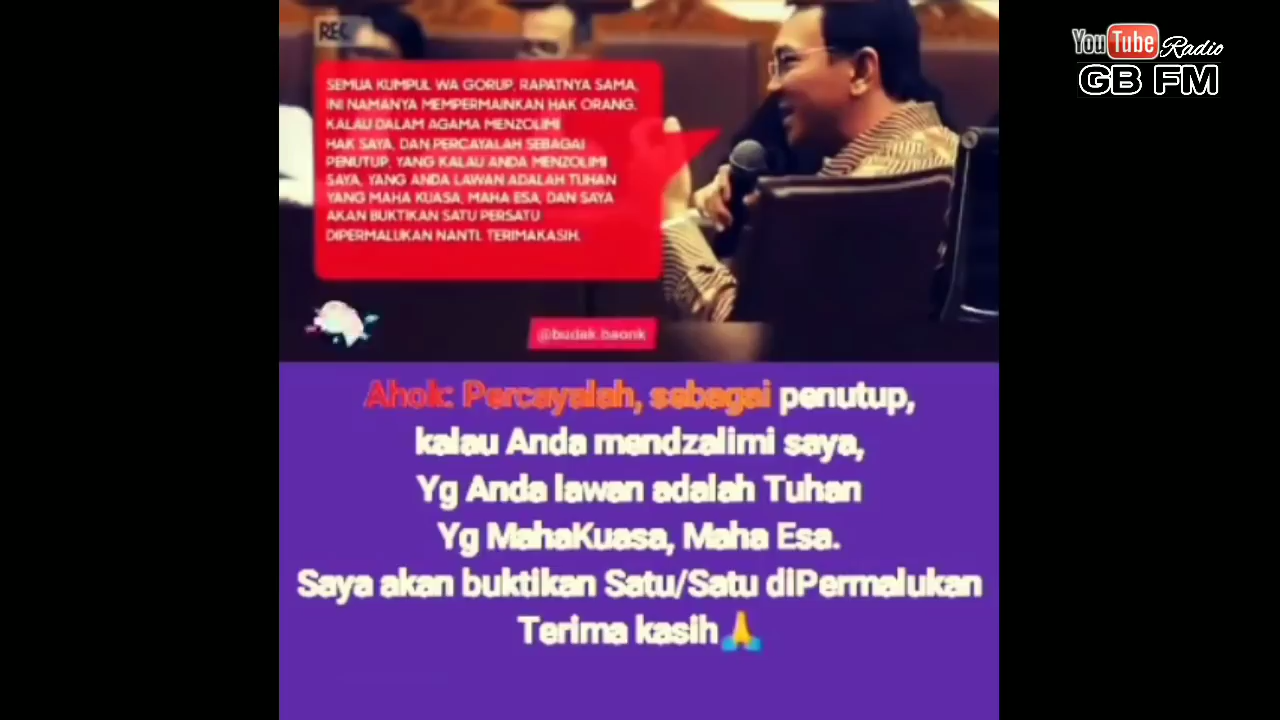 REC
YouTube Radio
GB FM
SEMUA KUMPUL WA GORUP, RAPATNYA SAMA,
INI NAMANYA MEMPERMAINKAN HAK ORANG.
KALAU DALAM AGAMA MENZOLIMI
HAK SAYA, DAN PERCAYALAH SEBAGAI
PENUTUP, YANG KALAU ANDA MENZOLIMI
SAYA, YANG ANDA LAWAN ADALAH TUHAN
YANG MAHA KUASA, MAHA ESA, DAN SAYA
AKAN BUKTIKAN SATU PERSATU
DIPERMALUKAN NANTI. TERIMAKASIH.
@budak.baonk
Ahok: Percayalah, sebagai penutup,
kalau Anda mendzalimi saya,
Yg Anda lawan adalah Tuhan
Yg MahaKuasa, Maha Esa.
Saya akan buktikan Satu/Satu diPermalukan
Terima kasih🙏